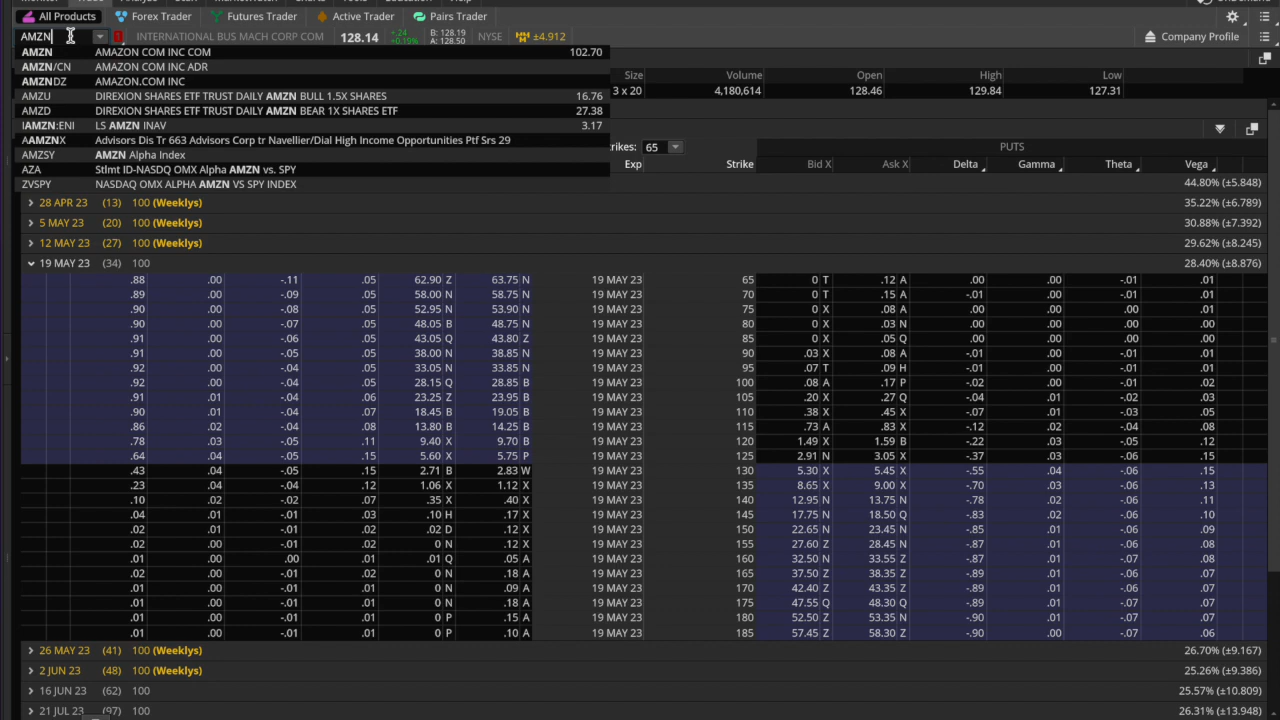 All Products Forex Trader Futures Trader Active Trader Pairs Trader
AMZN 1 INTERNATIONAL BUS MACH CORP COM 128.14 +.24 +0.19% B: 128.19 A: 128.50 NYSE ±4.912 Company Profile
AMZN AMAZON COM INC COM 102.70
AMZN/CN AMAZON COM INC ADR
AMZNDZ AMAZON.COM INC
AMZU DIREXION SHARES ETF TRUST DAILY AMZN BULL 1.5X SHARES 16.76
AMZD DIREXION SHARES ETF TRUST DAILY AMZN BEAR 1X SHARES ETF 27.38
IAMZN:ENI LS AMZN INAV 3.17
AAMZNX Advisors Dis Tr 663 Advisors Corp tr Navellier/Dial High Income Opportunities Ptf Srs 29
AMZSY AMZN Alpha Index
AZA Stlmt ID-NASDQ OMX Alpha AMZN vs. SPY
ZVSPY NASDAQ OMX ALPHA AMZN VS SPY INDEX
Size Volume Open High Low
3 x 20 4,180,614 128.46 129.84 127.31
rikes: 65 PUTS
Exp Strike Bid X Ask X Delta Gamma Theta Vega
44.80% (±5.848)
28 APR 23 (13) 100 (Weeklys) 35.22% (±6.789)
5 MAY 23 (20) 100 (Weeklys) 30.88% (±7.392)
12 MAY 23 (27) 100 (Weeklys) 29.62% (±8.245)
19 MAY 23 (34) 100 28.40% (±8.876)
.88 .00 -.11 .05 62.90 Z 63.75 N 19 MAY 23 65 0 T .12 A .00 .00 -.01 .01
.89 .00 -.09 .05 58.00 N 58.75 N 19 MAY 23 70 0 T .15 A -.01 .00 -.01 .01
.90 .00 -.08 .05 52.95 N 53.90 N 19 MAY 23 75 0 X .08 A .00 .00 -.01 .01
.90 .00 -.07 .05 48.05 B 48.75 N 19 MAY 23 80 0 X .03 N .00 .00 .00 .00
.91 .00 -.06 .05 43.05 Q 43.80 Z 19 MAY 23 85 0 X .05 Q .00 .00 .00 .00
.91 .00 -.05 .05 38.00 N 38.85 N 19 MAY 23 90 .03 X .08 A -.01 .00 -.01 .01
.92 .00 -.04 .05 33.05 N 33.85 N 19 MAY 23 95 .07 T .09 H -.01 .00 -.01 .01
.92 .00 -.04 .05 28.15 Q 28.85 B 19 MAY 23 100 .08 A .17 P -.02 .00 -.01 .02
.91 .01 -.04 .06 23.25 Z 23.95 B 19 MAY 23 105 .20 X .27 Q -.04 .01 -.02 .03
.90 .01 -.04 .07 18.45 B 19.05 B 19 MAY 23 110 .38 X .45 X -.07 .01 -.03 .05
.86 .02 -.04 .08 13.80 B 14.25 B 19 MAY 23 115 .73 A .83 X -.12 .02 -.04 .08
.78 .03 -.05 .11 9.40 X 9.70 B 19 MAY 23 120 1.49 X 1.59 B -.22 .03 -.05 .12
.64 .04 -.05 .15 5.60 X 5.75 P 19 MAY 23 125 2.91 N 3.05 X -.37 .03 -.06 .15
.43 .04 -.05 .15 2.71 B 2.83 W 19 MAY 23 130 5.30 X 5.45 X -.55 .04 -.06 .15
.23 .04 -.04 .12 1.06 X 1.12 X 19 MAY 23 135 8.65 X 9.00 X -.70 .03 -.06 .13
.10 .02 -.02 .07 .35 X .40 X 19 MAY 23 140 12.95 N 13.75 N -.78 .02 -.06 .11
.04 .01 -.01 .03 .10 H .17 X 19 MAY 23 145 17.75 N 18.50 Q -.83 .02 -.06 .10
.02 .01 -.01 .02 .02 D .12 X 19 MAY 23 150 22.65 N 23.45 N -.85 .01 -.06 .09
.02 .00 -.01 .02 0 N .12 X 19 MAY 23 155 27.60 Z 28.45 N -.87 .01 -.06 .08
.01 .00 .00 .01 .01 Q .05 A 19 MAY 23 160 32.50 N 33.55 Z -.87 .01 -.07 .08
.02 .00 -.01 .02 0 N .18 A 19 MAY 23 165 37.50 Z 38.35 Z -.89 .01 -.06 .07
.01 .00 -.01 .01 0 N .09 A 19 MAY 23 170 42.40 Z 43.35 Z -.89 .01 -.06 .07
.01 .00 -.01 .01 0 N .18 A 19 MAY 23 175 47.55 Q 48.30 Q -.89 .01 -.06 .07
.01 .00 -.01 .01 0 P .15 A 19 MAY 23 180 52.50 Z 53.35 N -.90 .01 -.07 .07
.01 .00 -.01 .01 0 P .10 A 19 MAY 23 185 57.45 Z 58.30 Z -.90 .00 -.07 .06
26 MAY 23 (41) 100 (Weeklys) 26.70% (±9.167)
2 JUN 23 (48) 100 (Weeklys) 25.26% (±9.386)
16 JUN 23 (62) 100 25.57% (±10.809)
21 JUL 23 (97) 100 26.31% (±13.948)